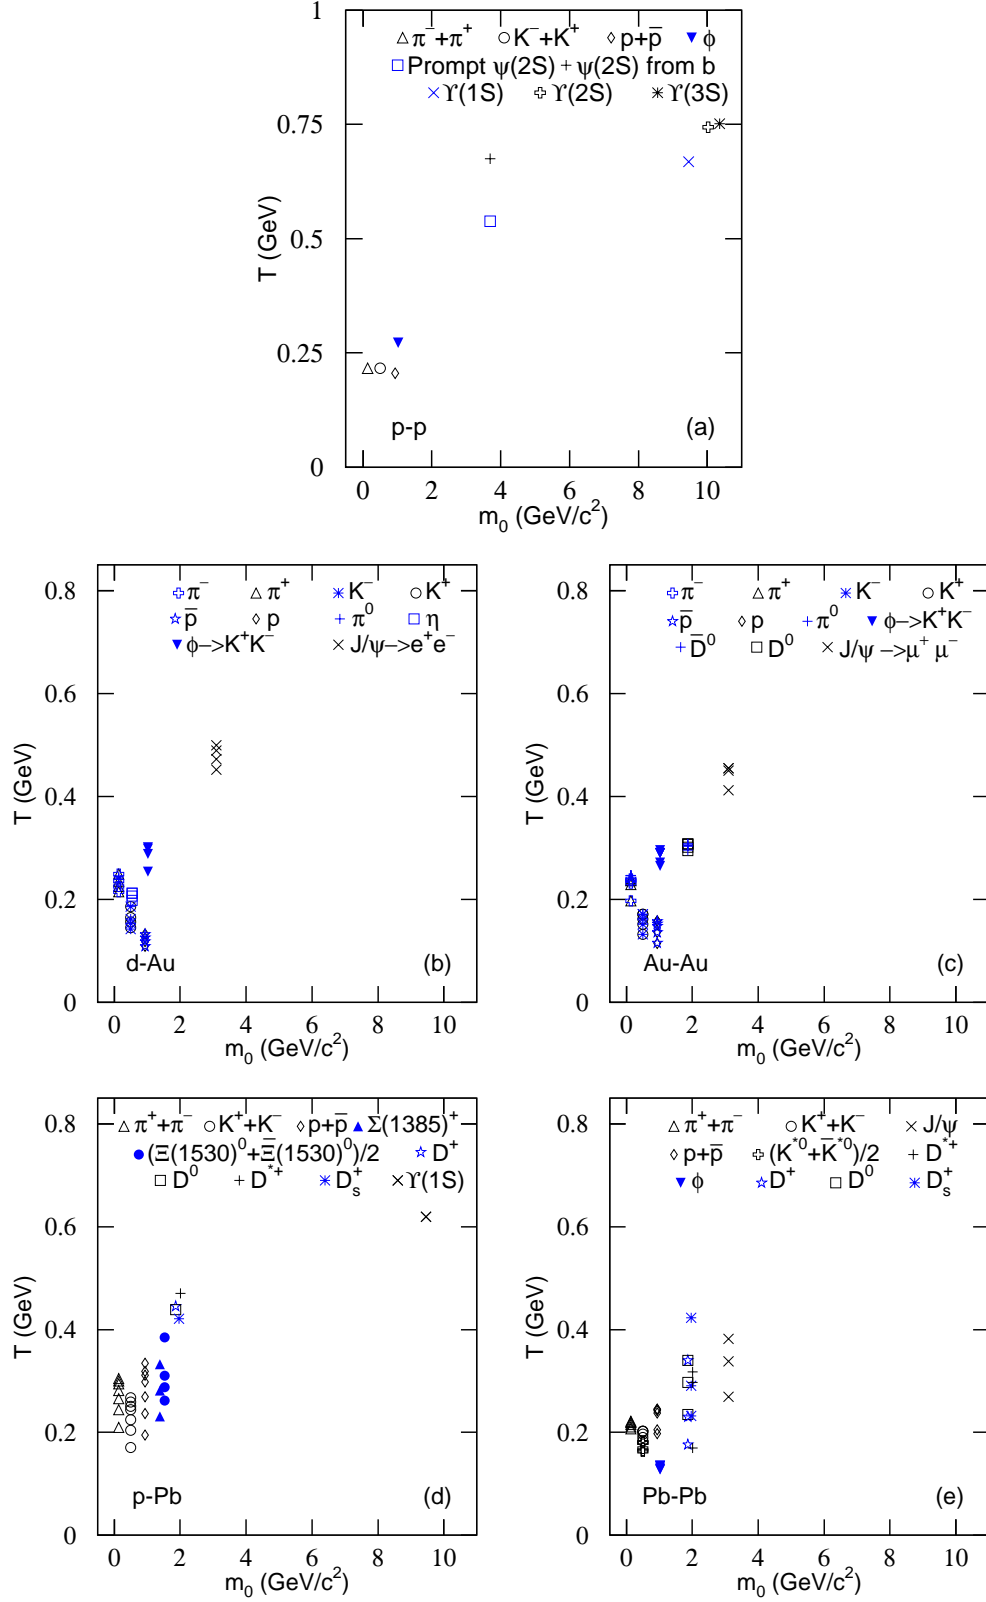 1
π⁻+π⁺ K⁻+K⁺ p+p̄ ϕ
Prompt ψ(2S) ψ(2S) from b
ϒ(1S) ϒ(2S) ϒ(3S)
0.75
T (GeV)
0.5
0.25
p-p (a)
0
0 2 4 6 8 10
m₀ (GeV/c²)
0.8
π⁻ π⁺ K⁻ K⁺
p̄ p π⁰ η
ϕ−>K⁺K⁻ J/ψ−>e⁺e⁻
0.6
T (GeV)
0.4
0.2
d-Au (b)
0
0 2 4 6 8 10
m₀ (GeV/c²)
0.8
π⁻ π⁺ K⁻ K⁺
p̄ p π⁰ ϕ−>K⁺K⁻
D̄⁰ D⁰ J/ψ −>μ⁺ μ⁻
0.6
T (GeV)
0.4
0.2
Au-Au (c)
0
0 2 4 6 8 10
m₀ (GeV/c²)
0.8
π⁺+π⁻ K⁺+K⁻ p+p̄ Σ(1385)⁺
(Ξ(1530)⁰+Ξ̄(1530)⁰)/2 D⁺
D⁰ D*⁺ Dₛ⁺ ϒ(1S)
0.6
T (GeV)
0.4
0.2
p-Pb (d)
0
0 2 4 6 8 10
m₀ (GeV/c²)
0.8
π⁺+π⁻ K⁺+K⁻ J/ψ
p+p̄ (K*⁰+K̄*⁰)/2 D*⁺
ϕ D⁺ D⁰ Dₛ⁺
0.6
T (GeV)
0.4
0.2
Pb-Pb (e)
0
0 2 4 6 8 10
m₀ (GeV/c²)